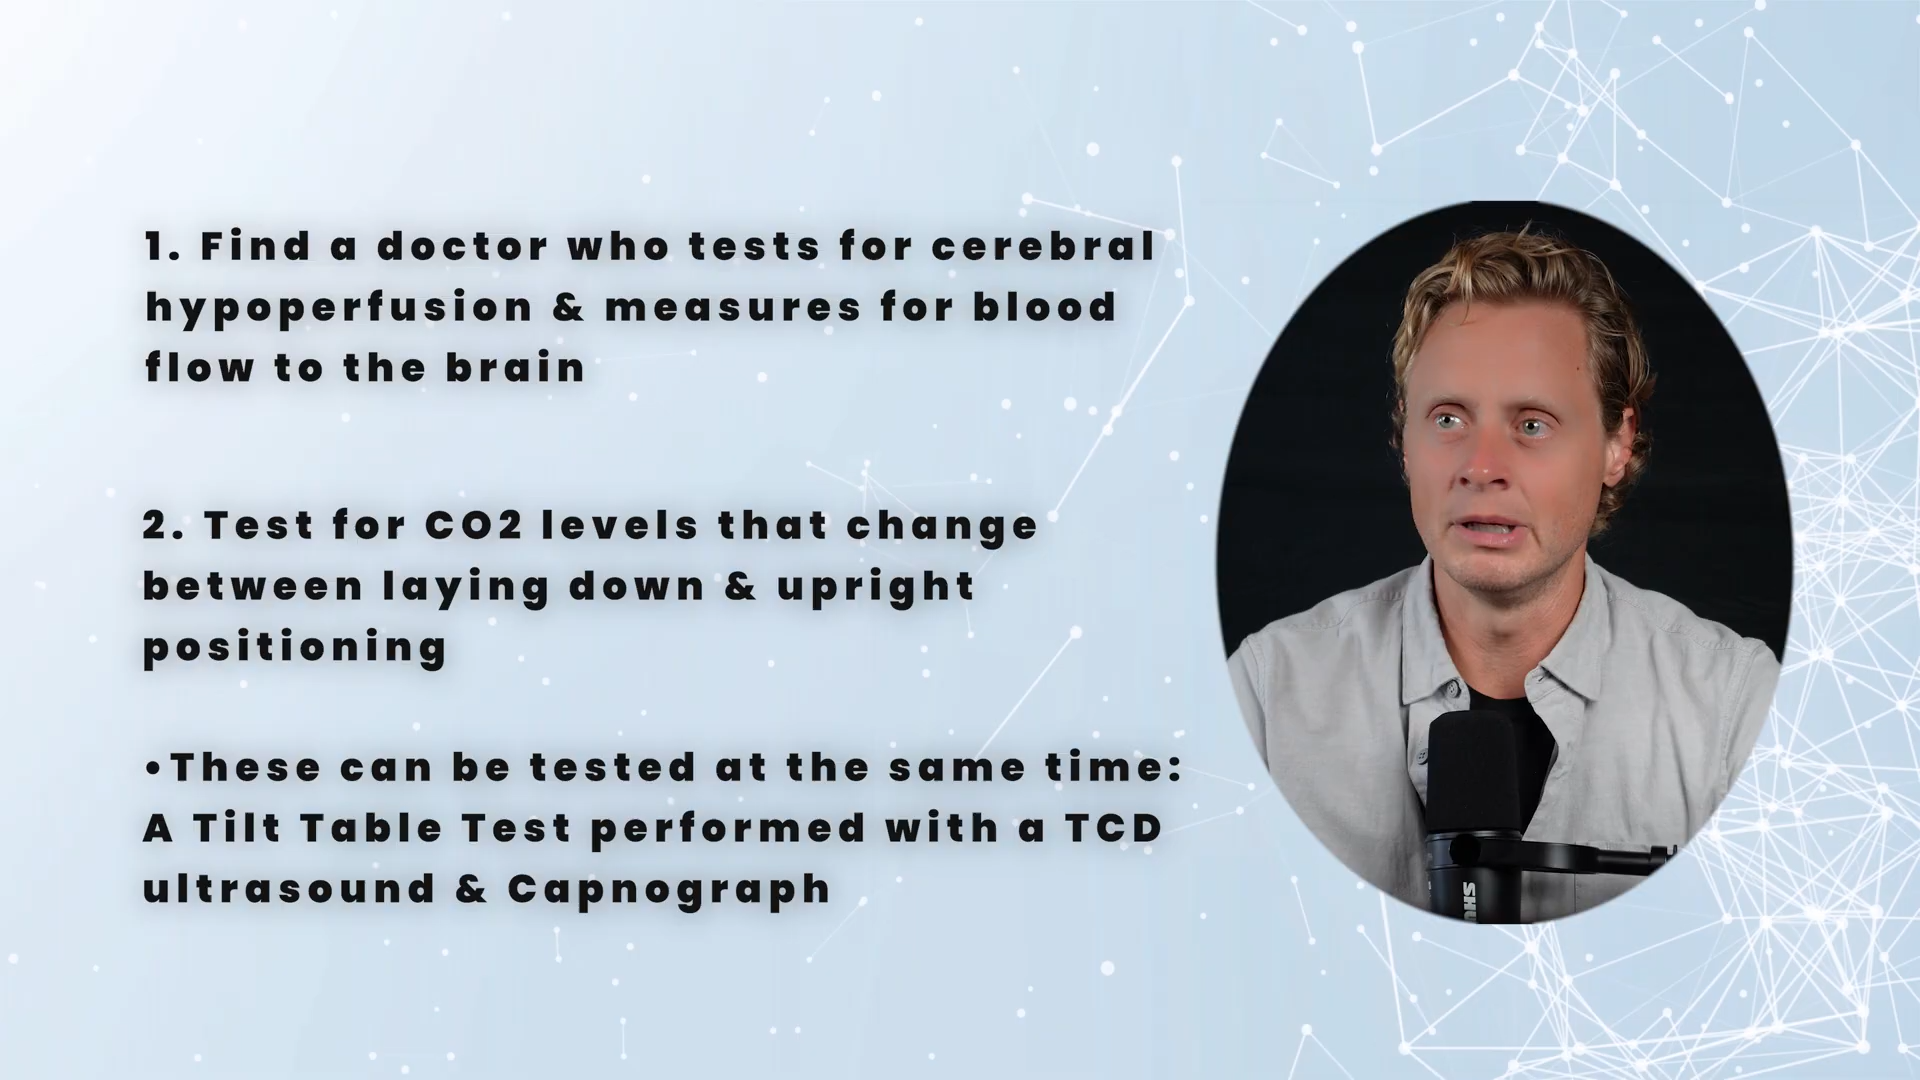 1. Find a doctor who tests for cerebral
hypoperfusion & measures for blood
flow to the brain
2. Test for CO2 levels that change
between laying down & upright
positioning
•These can be tested at the same time:
A Tilt Table Test performed with a TCD
ultrasound & Capnograph